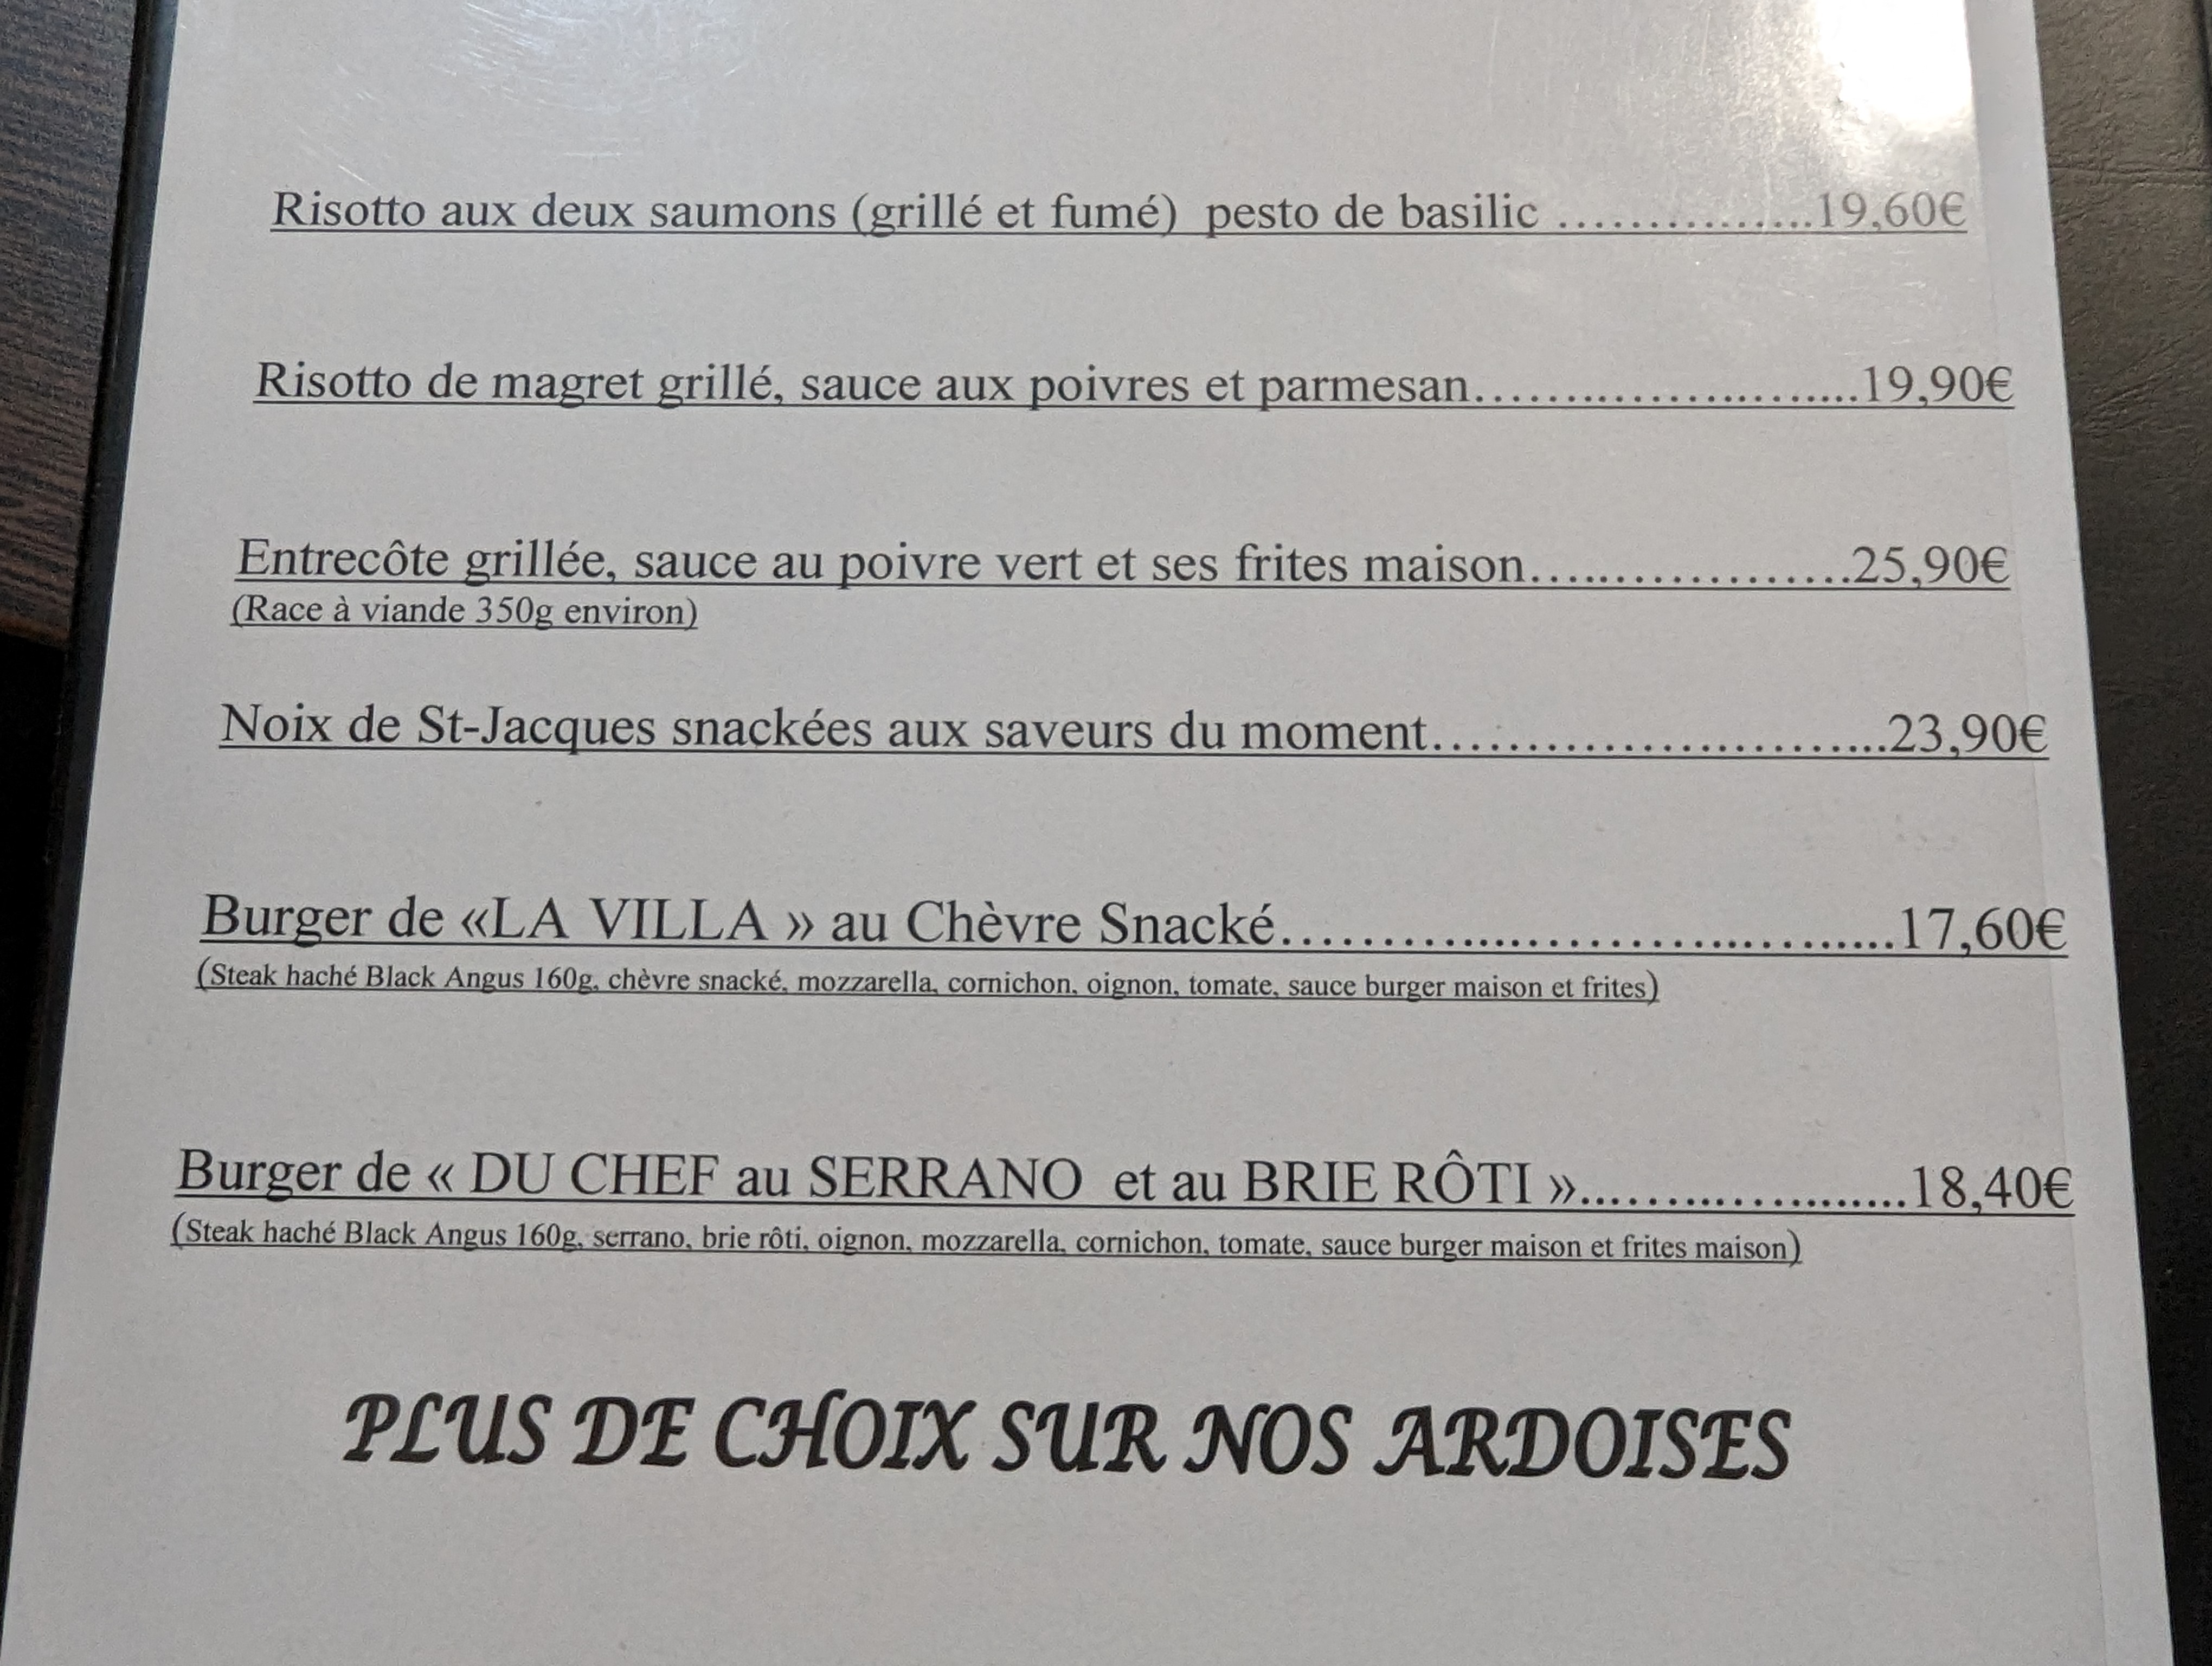 Risotto aux deux saumons (grillé et fumé)  pesto de basilic ................19,60€
Risotto de magret grillé, sauce aux poivres et parmesan..........................19,90€
Entrecôte grillée, sauce au poivre vert et ses frites maison......................25,90€
(Race à viande 350g environ)
Noix de St-Jacques snackées aux saveurs du moment..............................23,90€
Burger de «LA VILLA » au Chèvre Snacké..........................................17,60€
(Steak haché Black Angus 160g, chèvre snacké, mozzarella, cornichon, oignon, tomate, sauce burger maison et frites)
Burger de « DU CHEF au SERRANO  et au BRIE RÔTI »........................18,40€
(Steak haché Black Angus 160g, serrano, brie rôti, oignon, mozzarella, cornichon, tomate, sauce burger maison et frites maison)
PLUS DE CHOIX SUR NOS ARDOISES